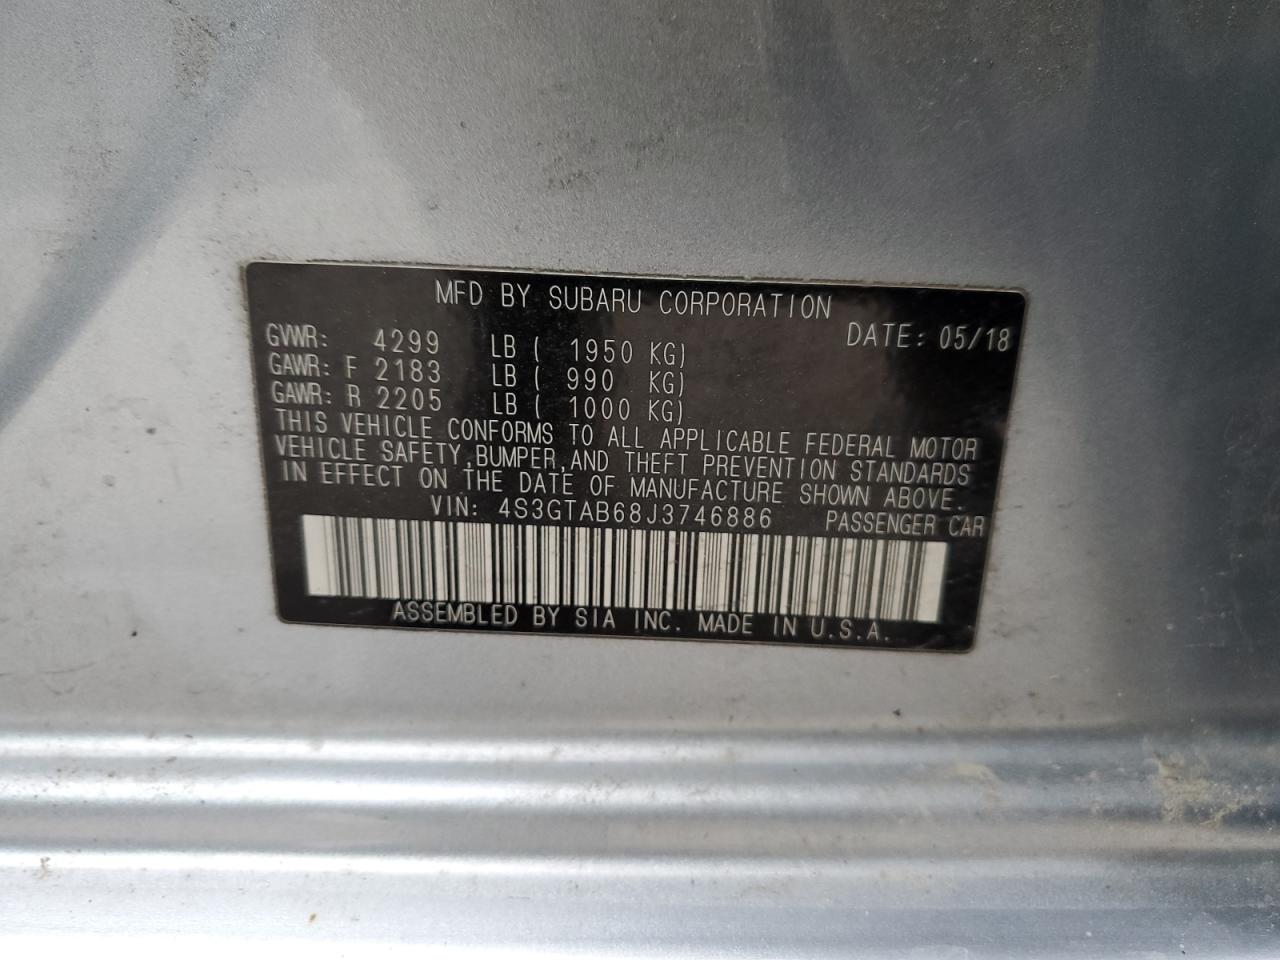 MFD BY SUBARU CORPORATION
DATE: 05/18
GVWR: 4299 LB ( 1950 KG)
GAWR: F 2183 LB ( 990 KG)
GAWR: R 2205 LB ( 1000 KG)
THIS VEHICLE CONFORMS TO ALL APPLICABLE FEDERAL MOTOR
VEHICLE SAFETY,BUMPER,AND THEFT PREVENTION STANDARDS
IN EFFECT ON THE DATE OF MANUFACTURE SHOWN ABOVE.
VIN: 4S3GTAB68J3746886 PASSENGER CAR
ASSEMBLED BY SIA INC. MADE IN U.S.A.